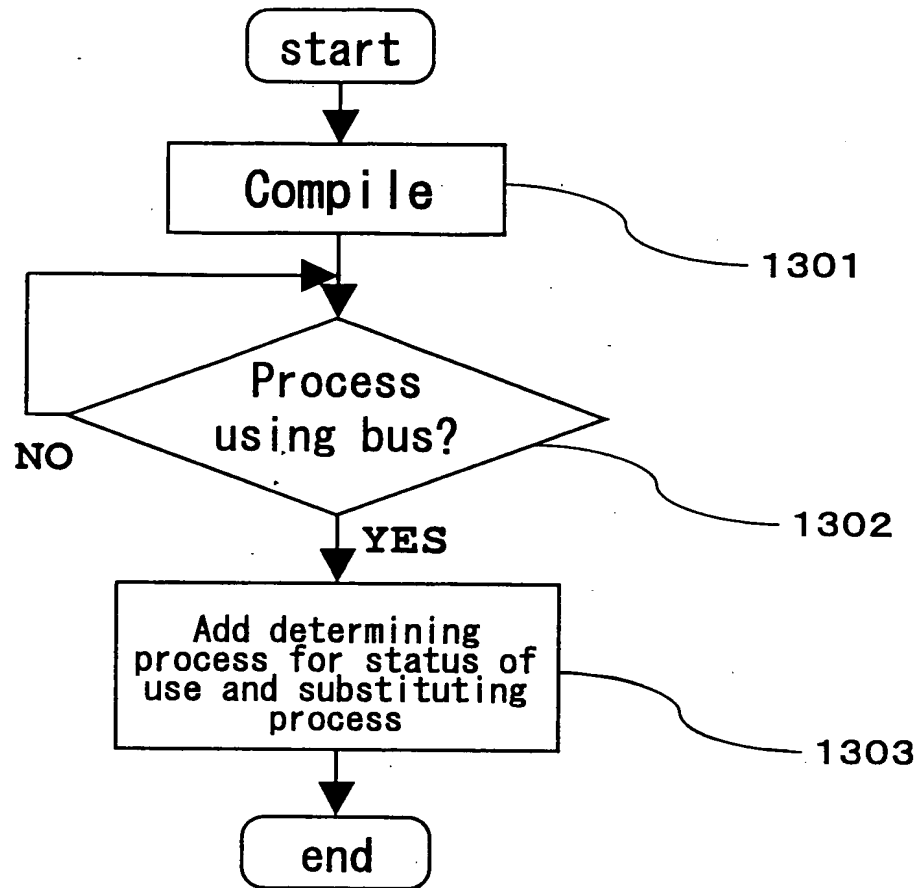 start
Compile
1301
Process
using bus?
NO
1302
YES
Add determining
process for status of
use and substituting
process
1303
end